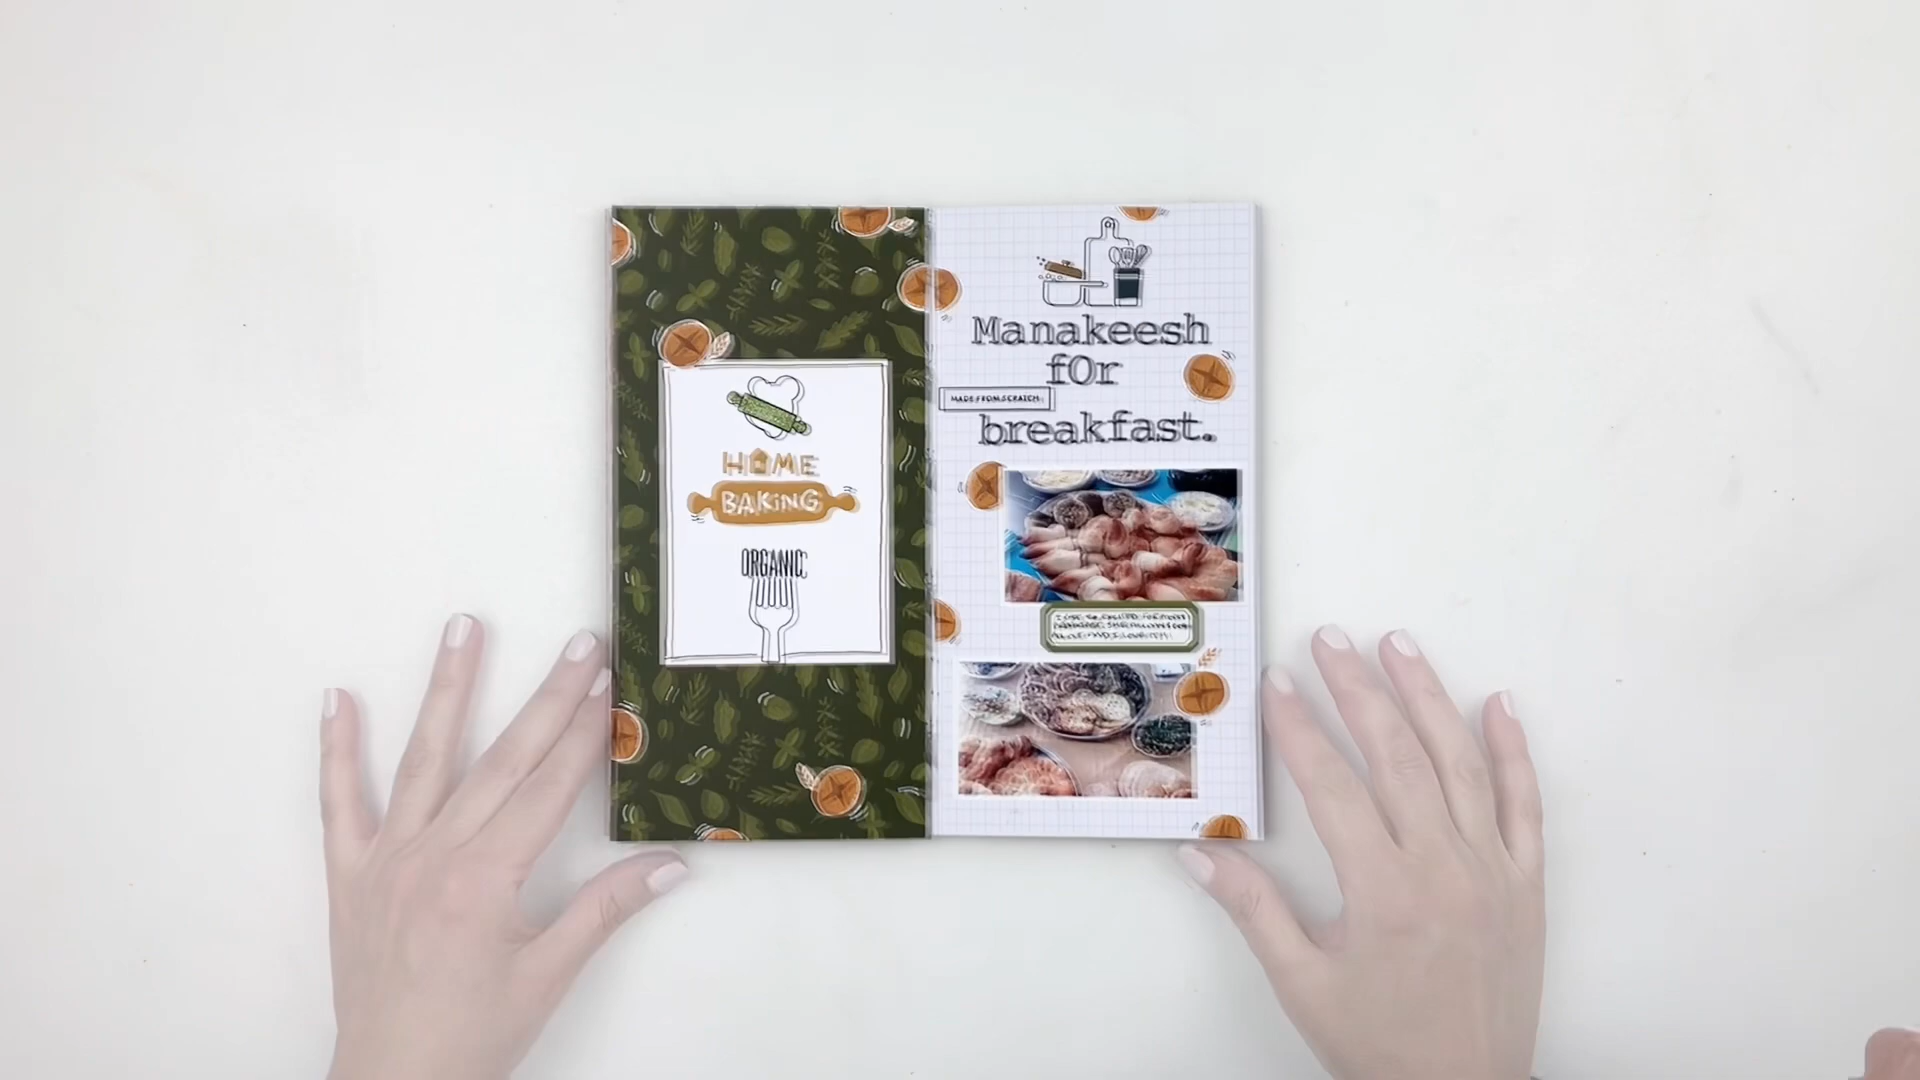 HOME
BAKING
ORGANIC
Manakeesh
fOr
MADE FROM SCRATCH
breakfast.